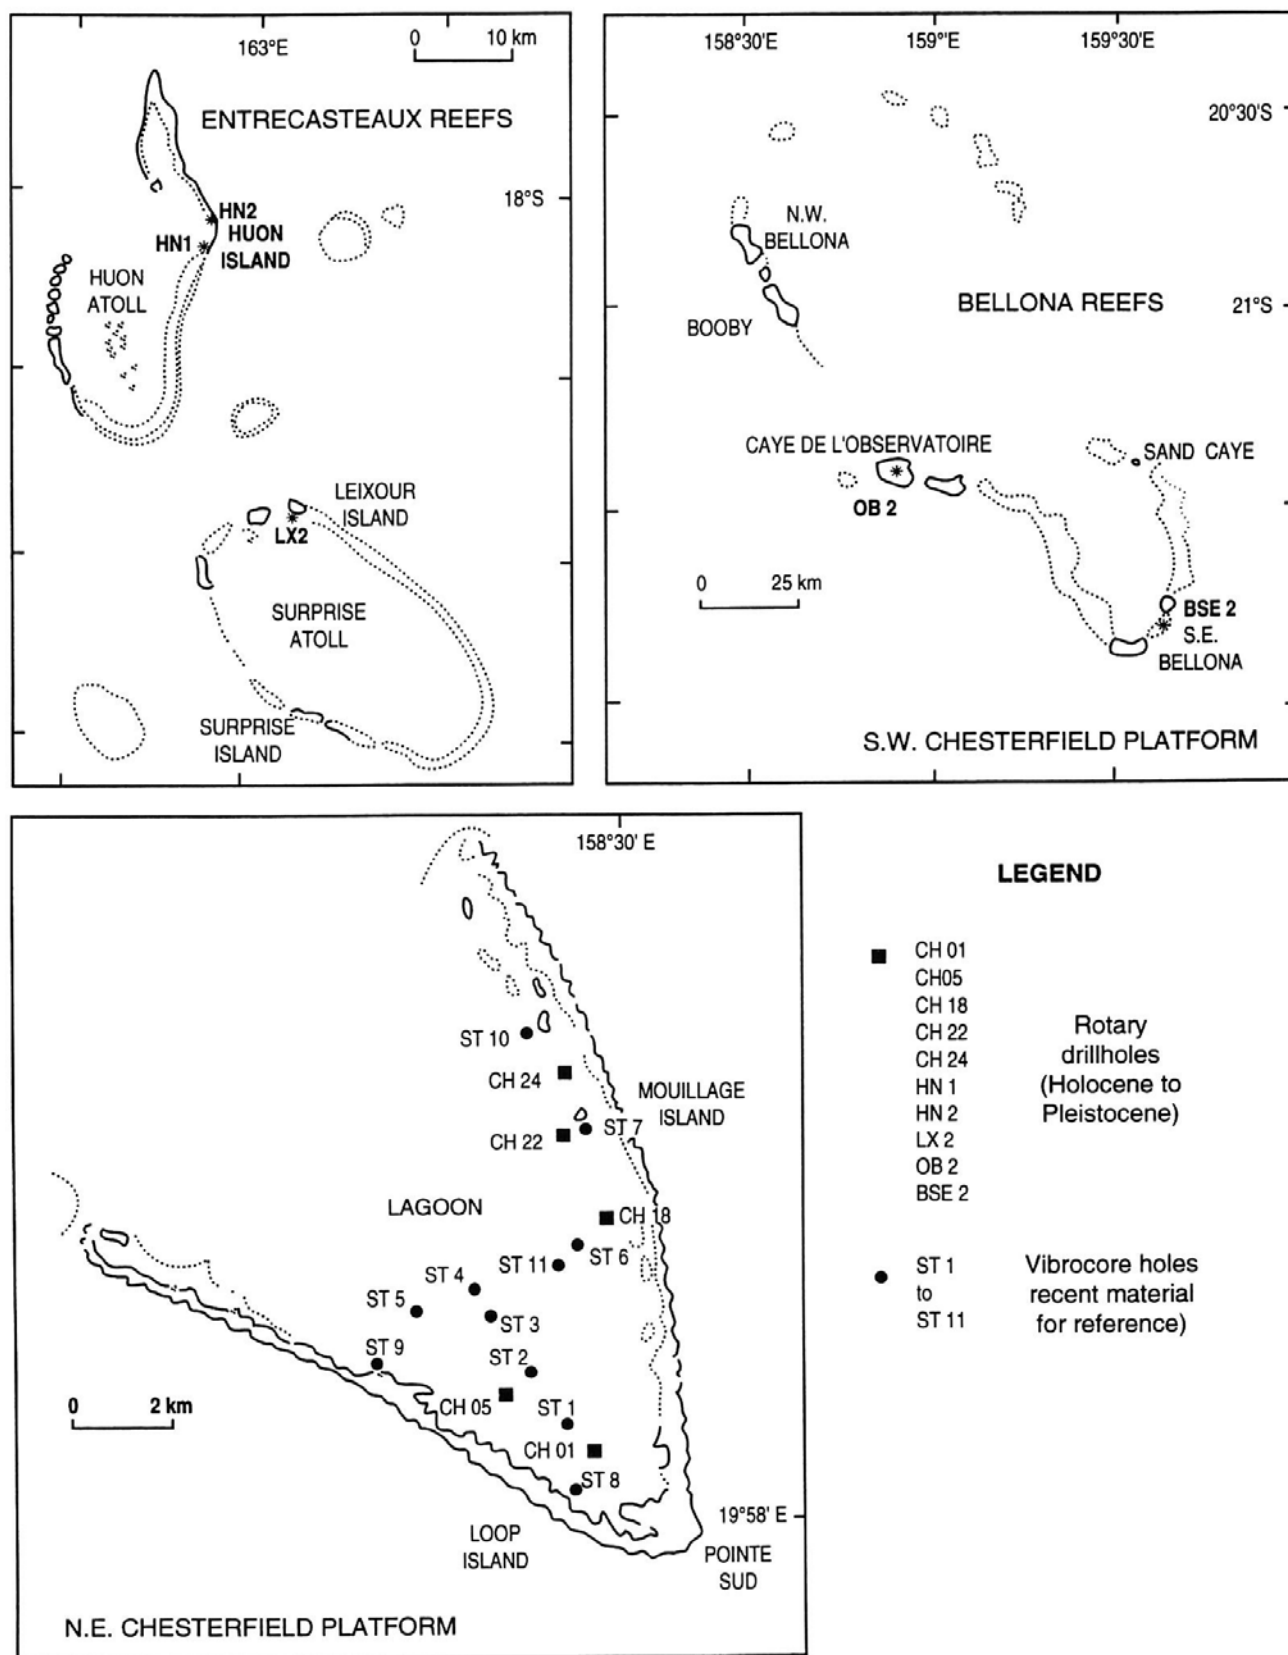 163°E
0 10 km
ENTRECASTEAUX REEFS
18°S
HN2
HN1 HUON
ISLAND
HUON
ATOLL
LEIXOUR
ISLAND
LX2
SURPRISE
ATOLL
SURPRISE
ISLAND
158°30'E 159°E 159°30'E
20°30'S
N.W.
BELLONA
BELLONA REEFS
21°S
BOOBY
CAYE DE L'OBSERVATOIRE
SAND CAYE
OB 2
0 25 km
BSE 2
S.E.
BELLONA
S.W. CHESTERFIELD PLATFORM
158°30' E
ST 10
CH 24
MOUILLAGE
ISLAND
CH 22
ST 7
LAGOON
CH 18
ST 6
ST 11
ST 4
ST 5
ST 3
ST 9
ST 2
0 2 km
CH 05
ST 1
CH 01
ST 8
19°58' E
LOOP
ISLAND
POINTE
SUD
N.E. CHESTERFIELD PLATFORM
LEGEND
CH 01
CH05
CH 18
CH 22
CH 24
HN 1
HN 2
LX 2
OB 2
BSE 2
Rotary
drillholes
(Holocene to
Pleistocene)
ST 1
to
ST 11
Vibrocore holes
recent material
for reference)